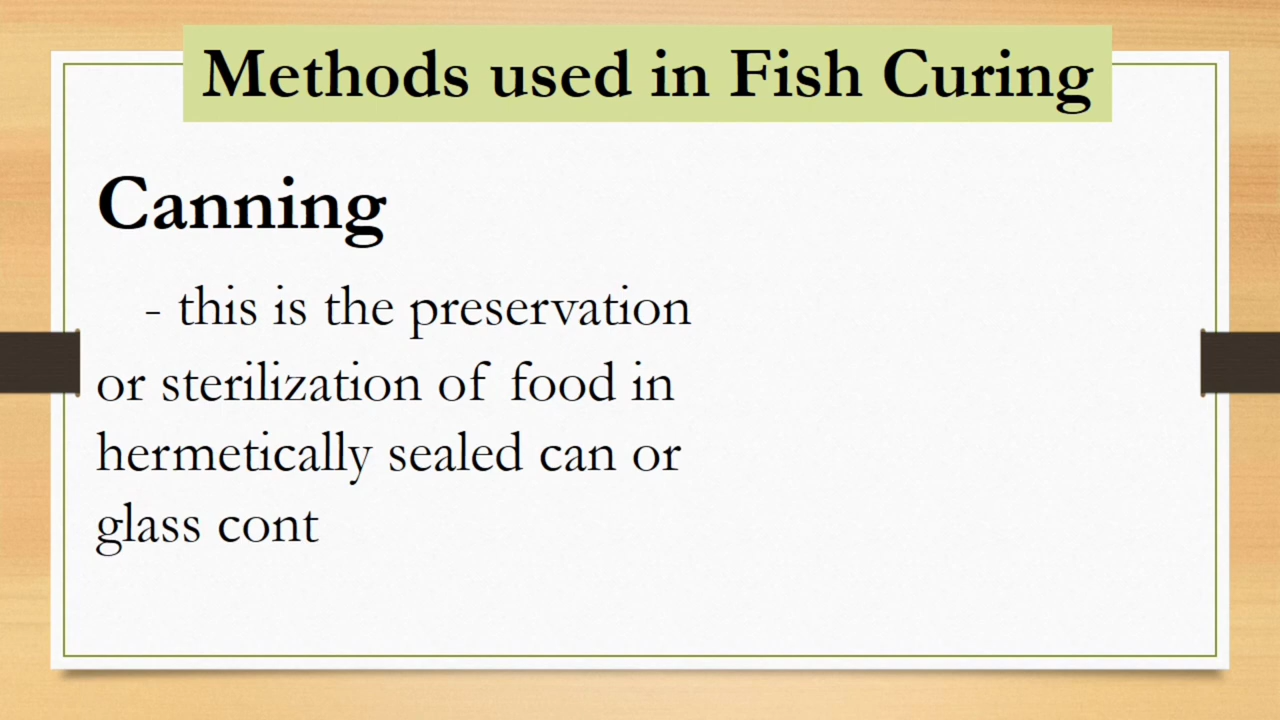 Methods used in Fish Curing
Canning
- this is the preservation
or sterilization of food in
hermetically sealed can or
glass cont